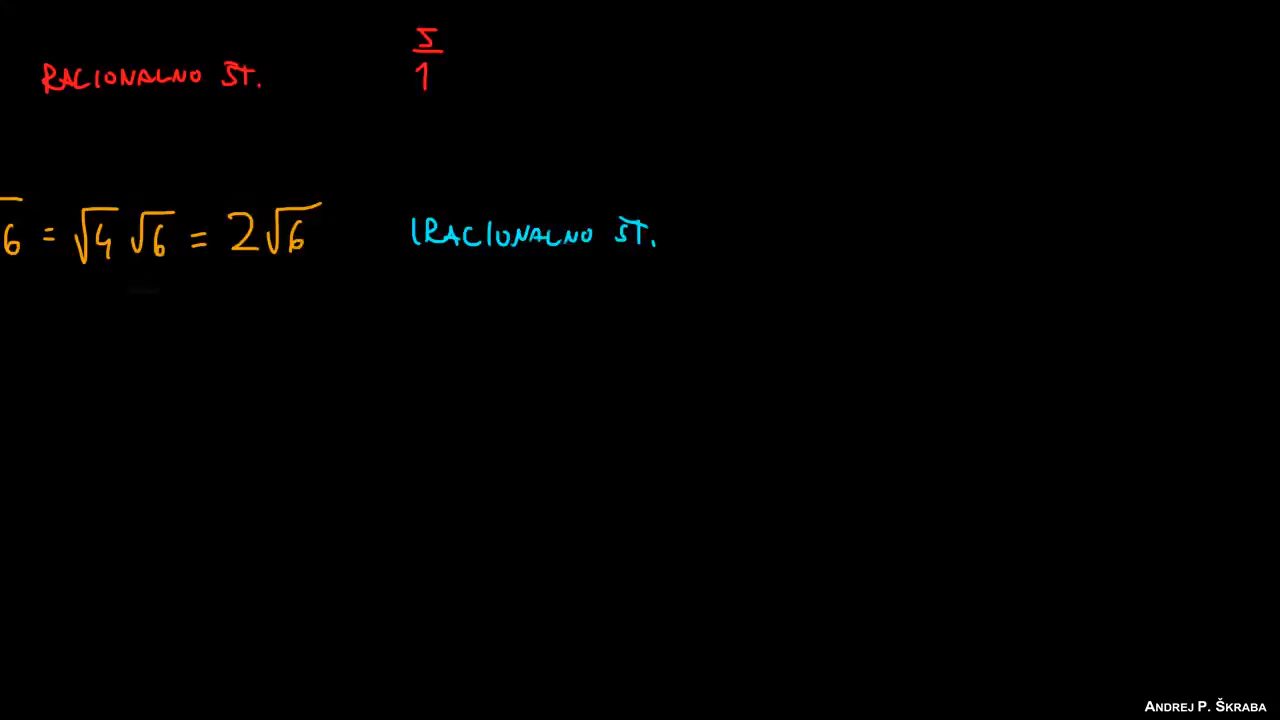 RACIONALNO ŠT. 5/1
6 = √4 √6 = 2√6 IRACIONALNO ŠT.
ANDREJ P. ŠKRABA